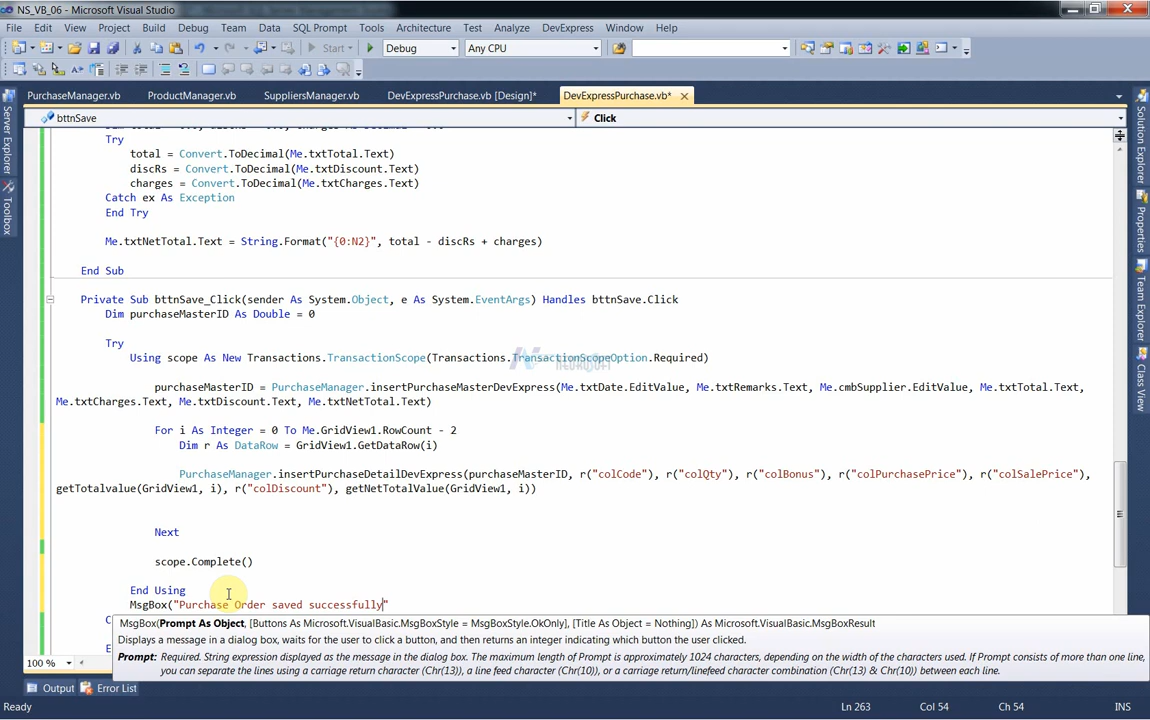 NS_VB_06 - Microsoft Visual Studio
File Edit View Project Build Debug Team Data SQL Prompt Tools Architecture Test Analyze DevExpress Window Help
Start Debug Any CPU
PurchaseManager.vb ProductManager.vb SuppliersManager.vb DevExpressPurchase.vb [Design]* DevExpressPurchase.vb*
bttnSave Click
Try
total = Convert.ToDecimal(Me.txtTotal.Text)
discRs = Convert.ToDecimal(Me.txtDiscount.Text)
charges = Convert.ToDecimal(Me.txtCharges.Text)
Catch ex As Exception
End Try
Me.txtNetTotal.Text = String.Format("{0:N2}", total - discRs + charges)
End Sub
Private Sub bttnSave_Click(sender As System.Object, e As System.EventArgs) Handles bttnSave.Click
Dim purchaseMasterID As Double = 0
Try
Using scope As New Transactions.TransactionScope(Transactions.TransactionScopeOption.Required)
purchaseMasterID = PurchaseManager.insertPurchaseMasterDevExpress(Me.txtDate.EditValue, Me.txtRemarks.Text, Me.cmbSupplier.EditValue, Me.txtTotal.Text,
Me.txtCharges.Text, Me.txtDiscount.Text, Me.txtNetTotal.Text)
For i As Integer = 0 To Me.GridView1.RowCount - 2
Dim r As DataRow = GridView1.GetDataRow(i)
PurchaseManager.insertPurchaseDetailDevExpress(purchaseMasterID, r("colCode"), r("colQty"), r("colBonus"), r("colPurchasePrice"), r("colSalePrice"),
getTotalvalue(GridView1, i), r("colDiscount"), getNetTotalValue(GridView1, i))
Next
scope.Complete()
End Using
MsgBox("Purchase Order saved successfully"
MsgBox(Prompt As Object, [Buttons As Microsoft.VisualBasic.MsgBoxStyle = MsgBoxStyle.OkOnly], [Title As Object = Nothing]) As Microsoft.VisualBasic.MsgBoxResult
Displays a message in a dialog box, waits for the user to click a button, and then returns an integer indicating which button the user clicked.
Prompt: Required. String expression displayed as the message in the dialog box. The maximum length of Prompt is approximately 1024 characters, depending on the width of the characters used. If Prompt consists of more than one line,
you can separate the lines using a carriage return character (Chr(13)), a line feed character (Chr(10)), or a carriage return/linefeed character combination (Chr(13) & Chr(10)) between each line.
100 %
Output Error List
Ready Ln 263 Col 54 Ch 54 INS
Server Explorer
Toolbox
Solution Explorer
Properties
Team Explorer
Class View